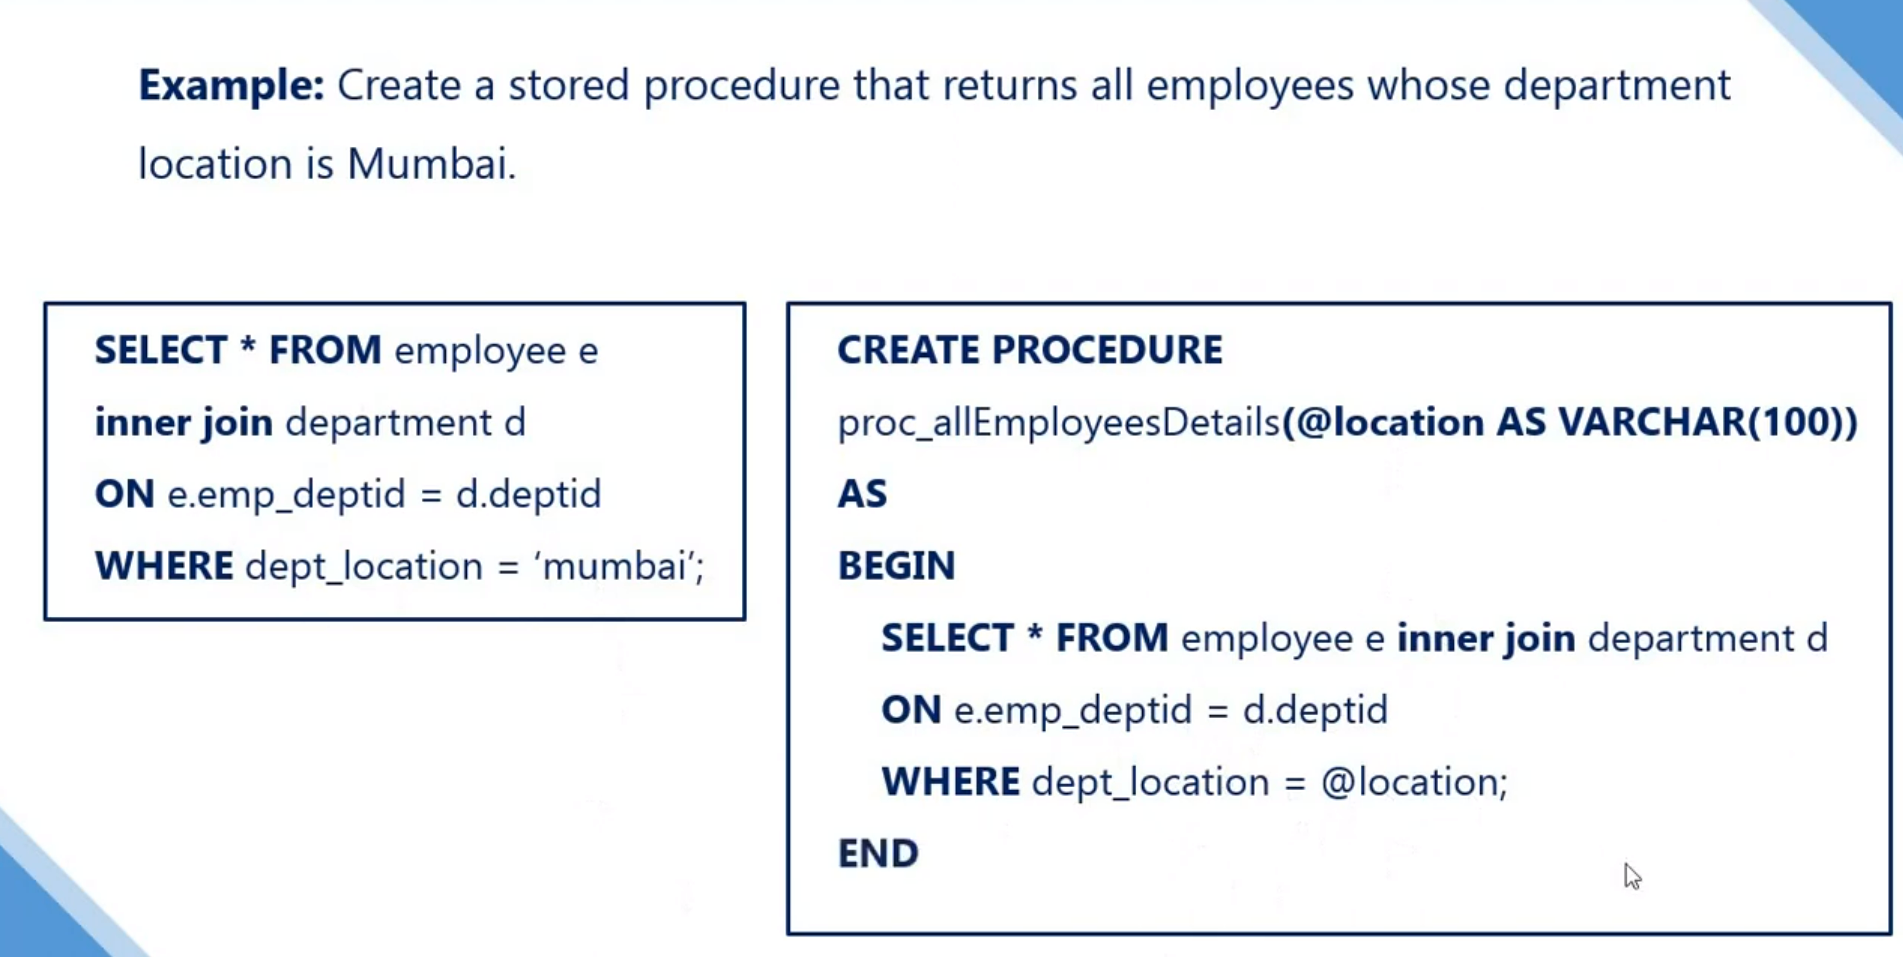 Example: Create a stored procedure that returns all employees whose department
location is Mumbai.
SELECT * FROM employee e
inner join department d
ON e.emp_deptid = d.deptid
WHERE dept_location = ‘mumbai’;
CREATE PROCEDURE
proc_allEmployeesDetails(@location AS VARCHAR(100))
AS
BEGIN
SELECT * FROM employee e inner join department d
ON e.emp_deptid = d.deptid
WHERE dept_location = @location;
END